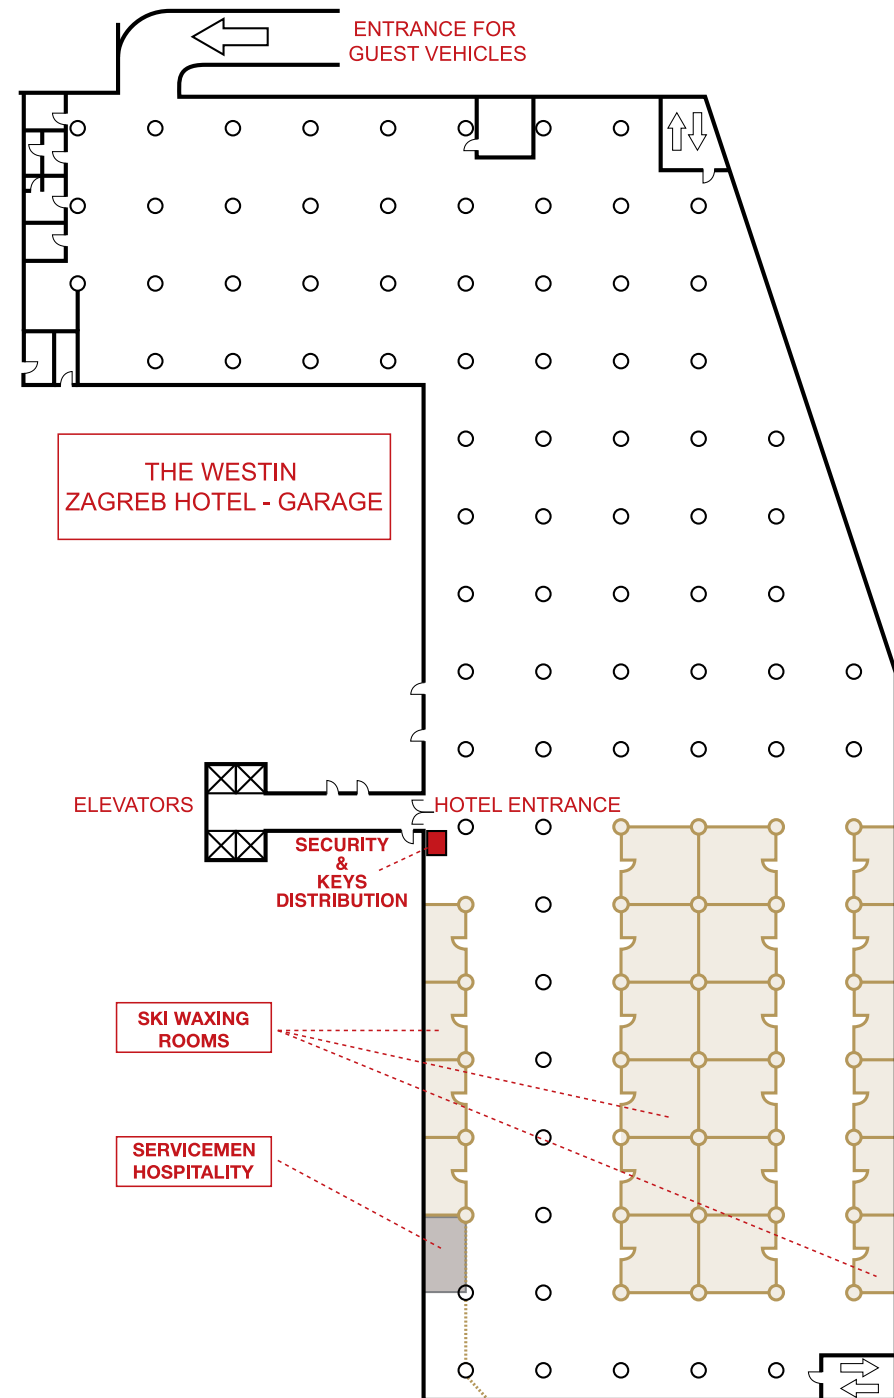 ENTRANCE FOR
GUEST VEHICLES
THE WESTIN
ZAGREB HOTEL - GARAGE
ELEVATORS
HOTEL ENTRANCE
SECURITY
&
KEYS
DISTRIBUTION
SKI WAXING
ROOMS
SERVICEMEN
HOSPITALITY